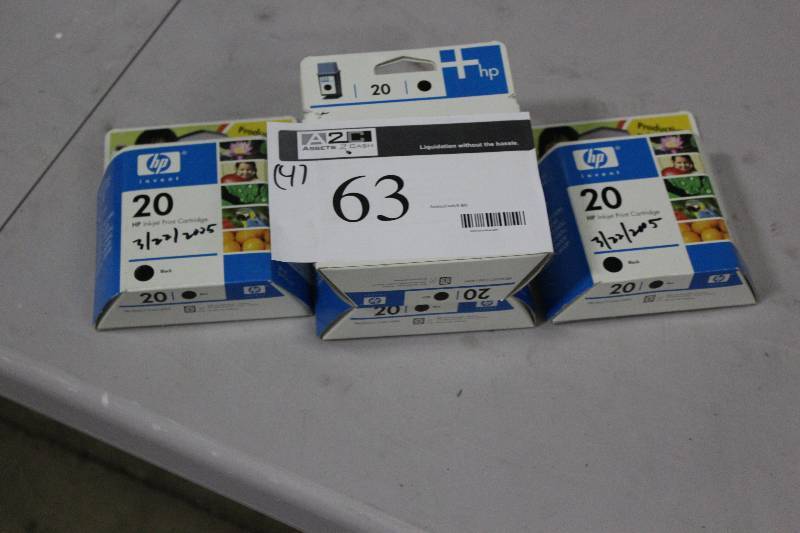 20
hp
A2C
ASSETS 2 CASH
Liquidation without the hassle.
(4)
63
hp
invent
20
HP Inkjet Print Cartridge
3/22/2005
Black
20
hp
20
20
hp
invent
20
HP Inkjet Print Cartridge
3/22/2005
Black
20
hp